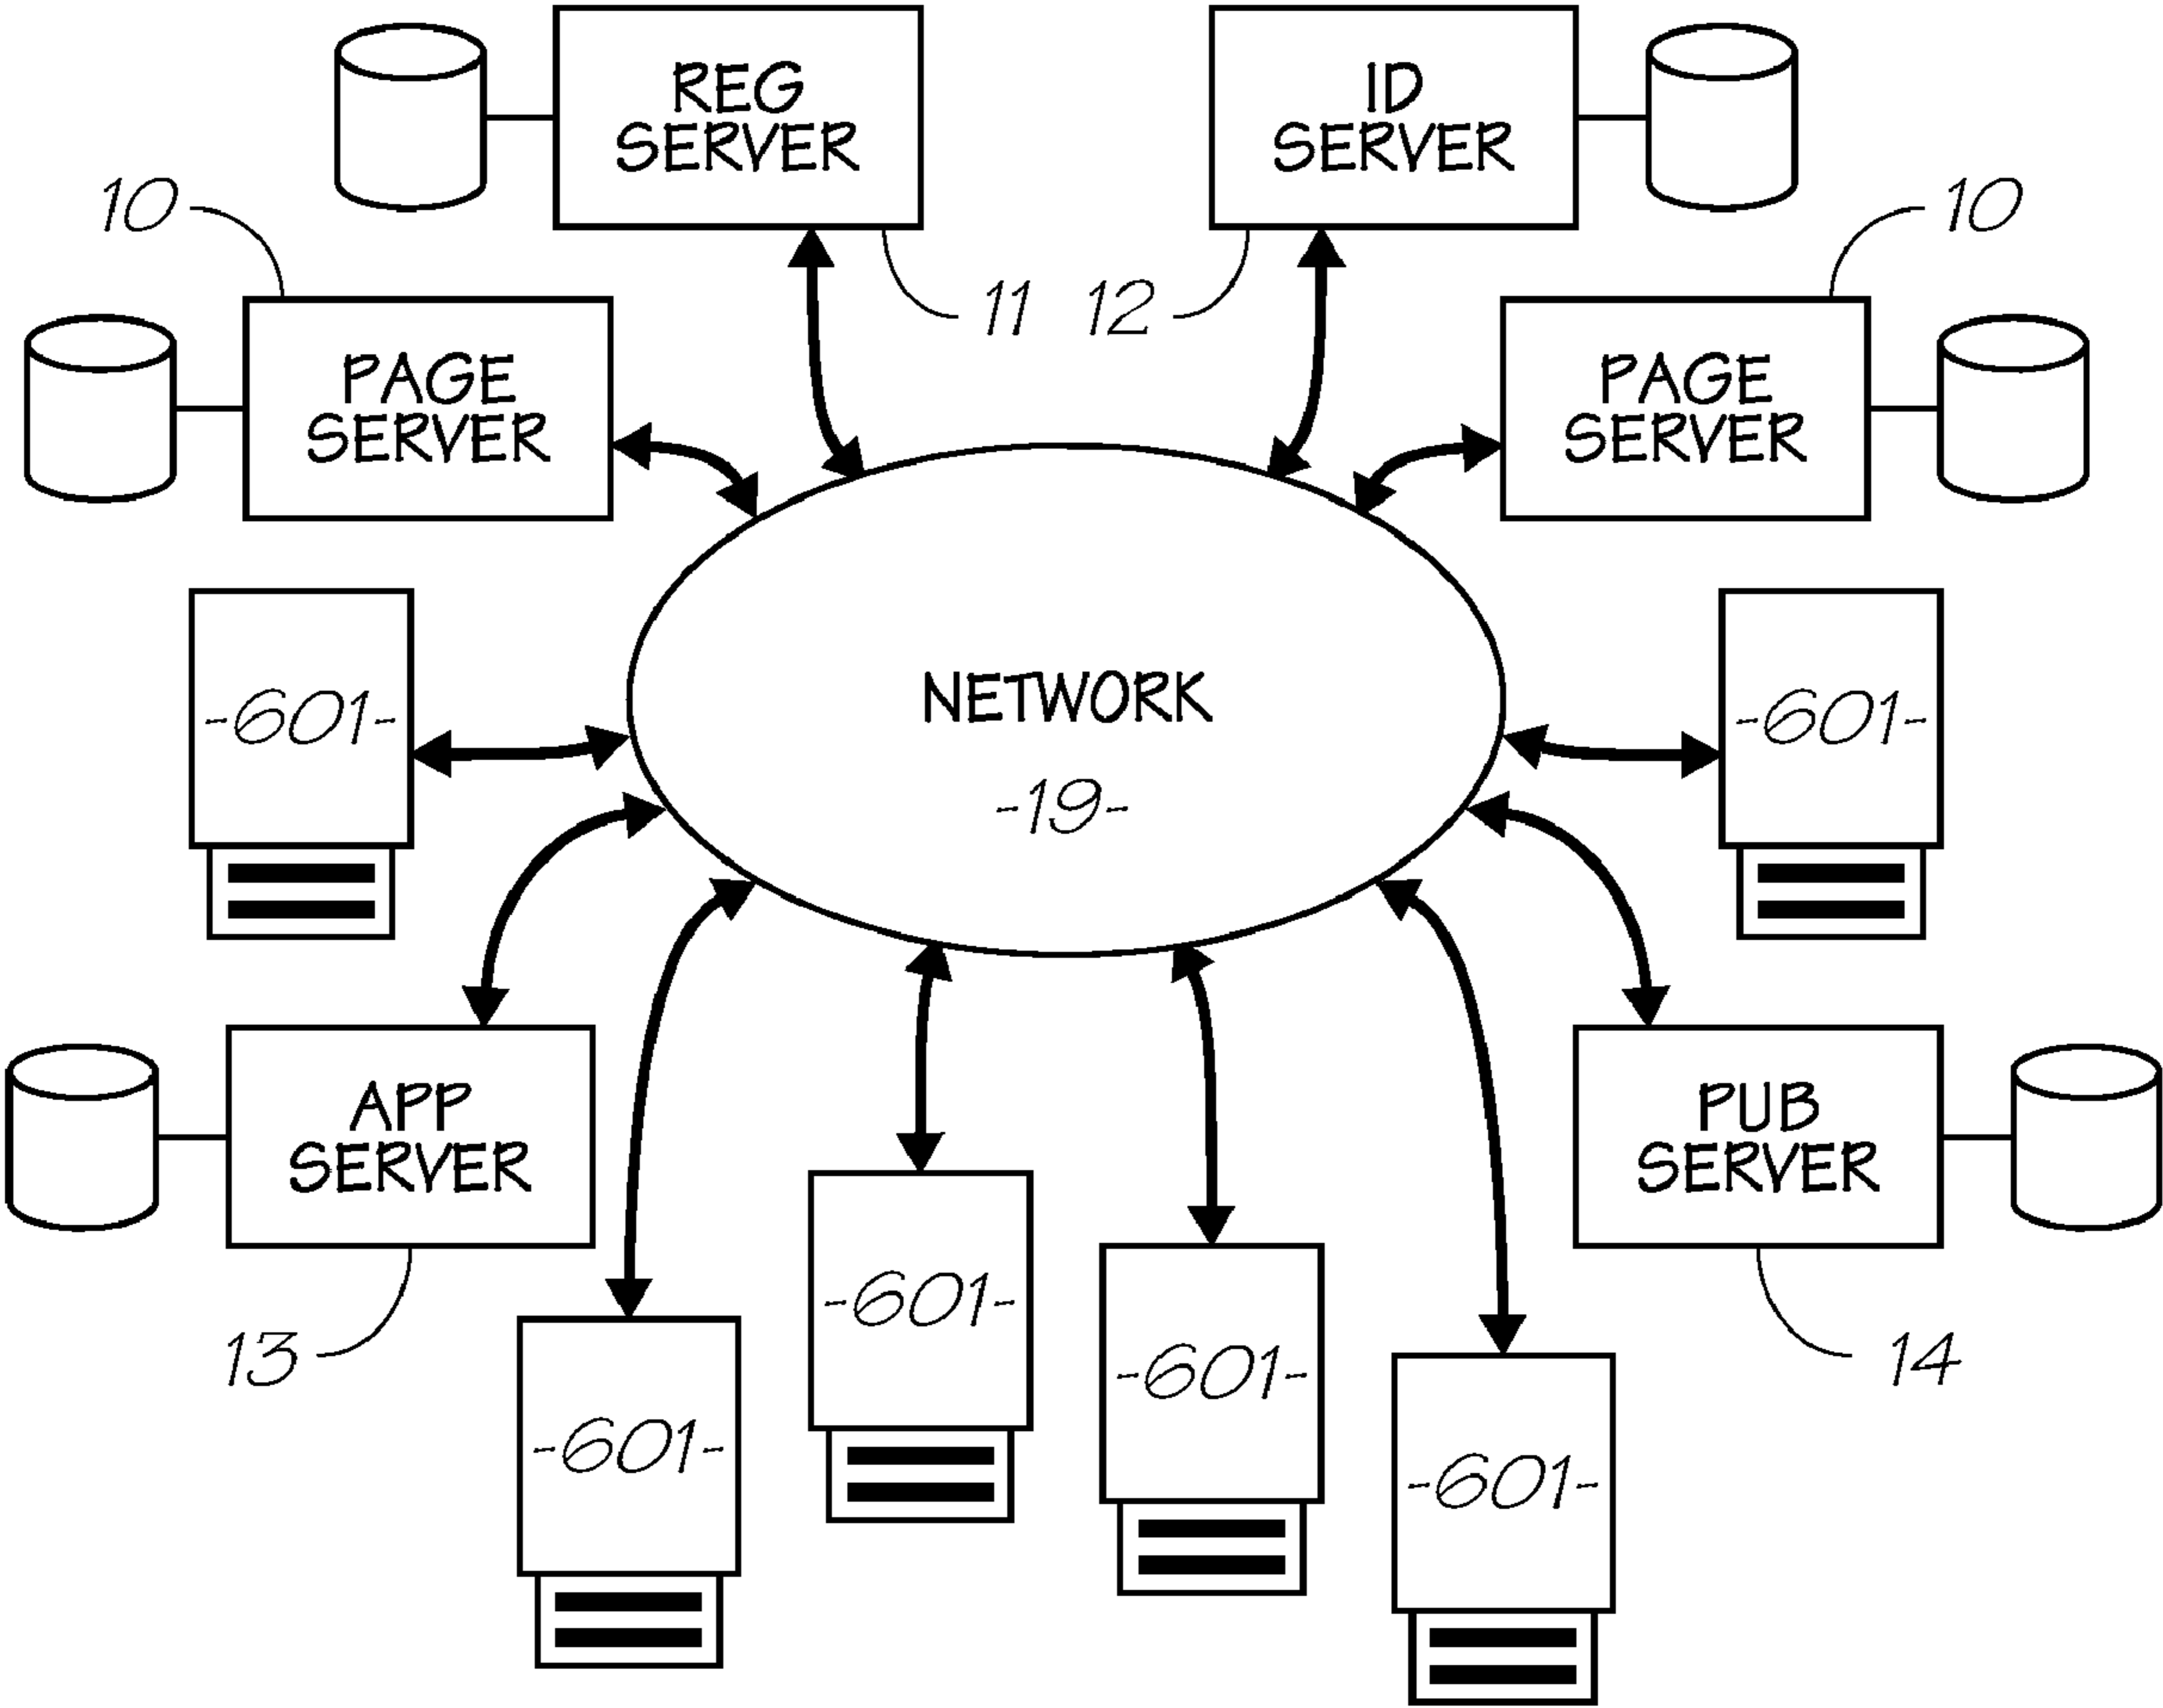 REG
SERVER
ID
SERVER
10
10
11
12
PAGE
SERVER
PAGE
SERVER
-601-
NETWORK
-19-
-601-
APP
SERVER
PUB
SERVER
13
-601-
-601-
-601-
-601-
14